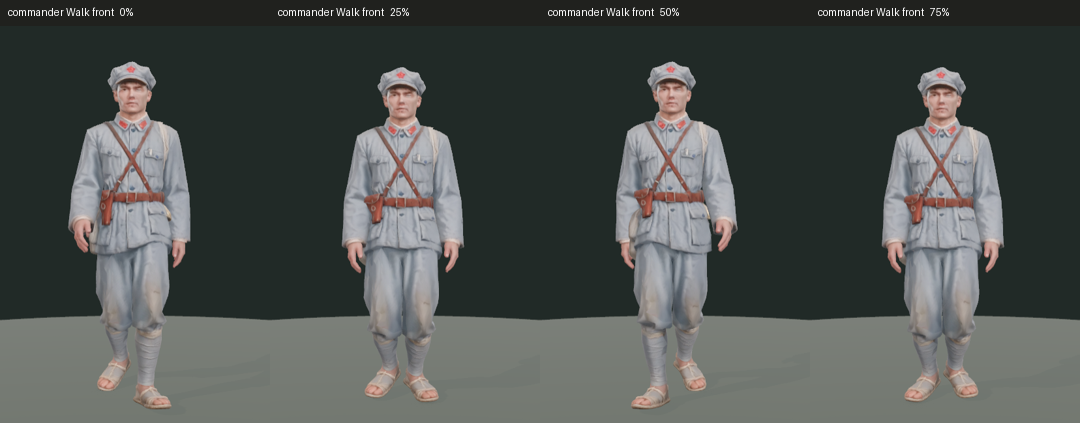 commander Walk front 0%
commander Walk front 25%
commander Walk front 50%
commander Walk front 75%